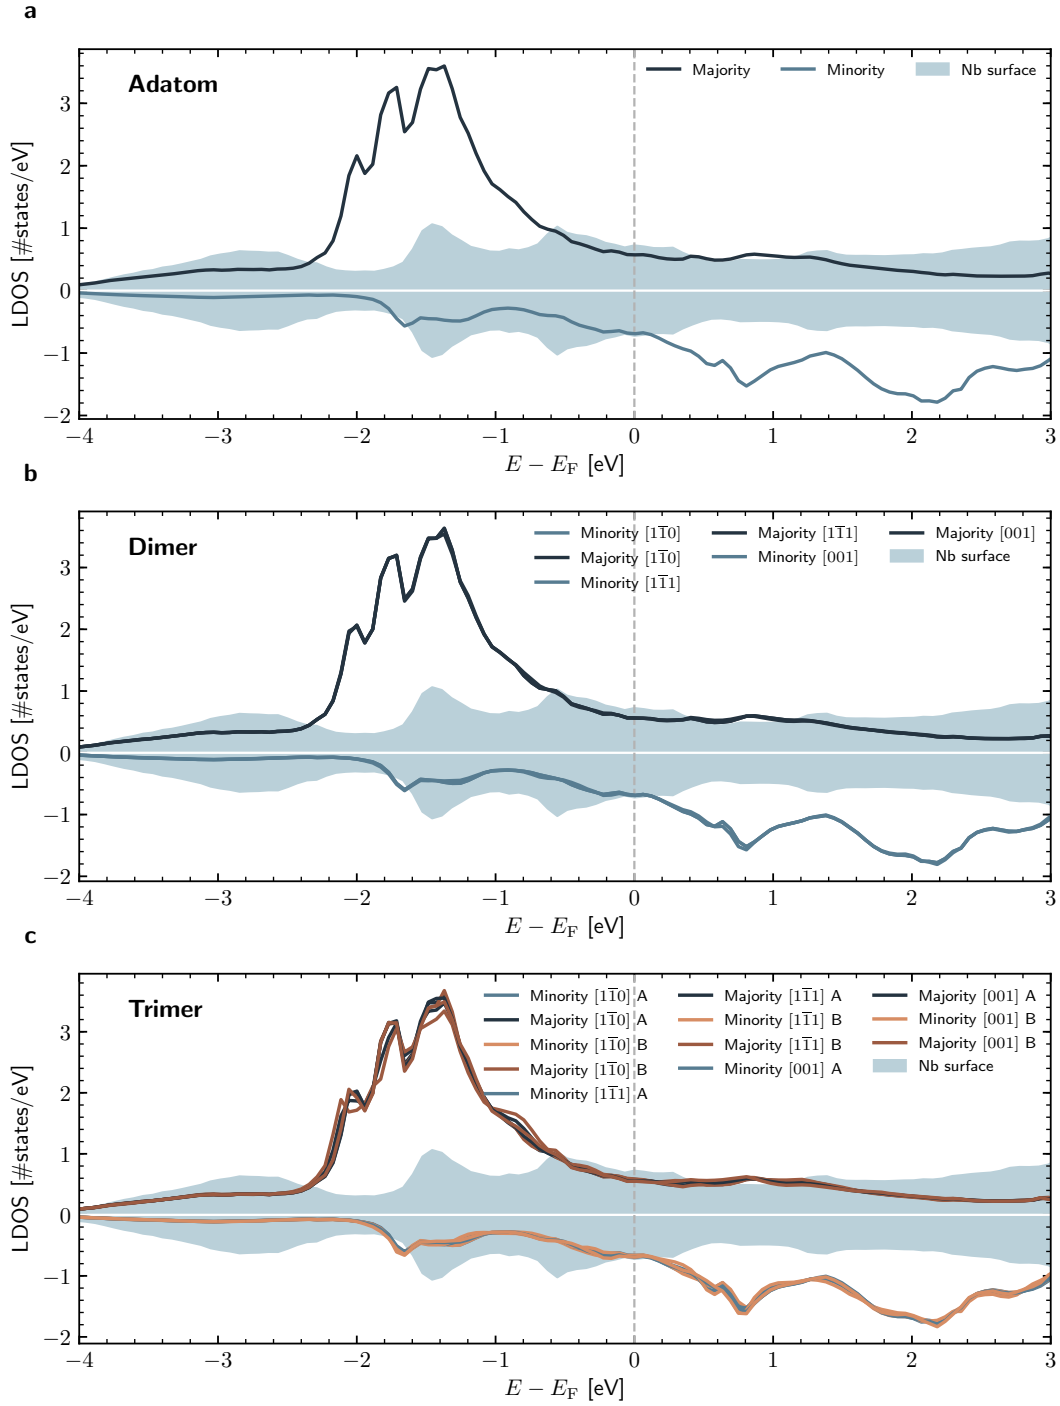 a
Adatom
Majority Minority Nb surface
LDOS [#states/eV]
3
2
1
0
−1
−2
−4 −3 −2 −1 0 1 2 3
E − E_F [eV]
b
Dimer
Minority [11̅0] Majority [11̅1] Majority [001]
Majority [11̅0] Minority [001] Nb surface
Minority [11̅1]
LDOS [#states/eV]
3
2
1
0
−1
−2
−4 −3 −2 −1 0 1 2 3
E − E_F [eV]
c
Trimer
Minority [11̅0] A Majority [11̅1] A Majority [001] A
Majority [11̅0] A Minority [11̅1] B Minority [001] B
Minority [11̅0] B Majority [11̅1] B Majority [001] B
Majority [11̅0] B Minority [001] A Nb surface
Minority [11̅1] A
LDOS [#states/eV]
3
2
1
0
−1
−2
−4 −3 −2 −1 0 1 2 3
E − E_F [eV]